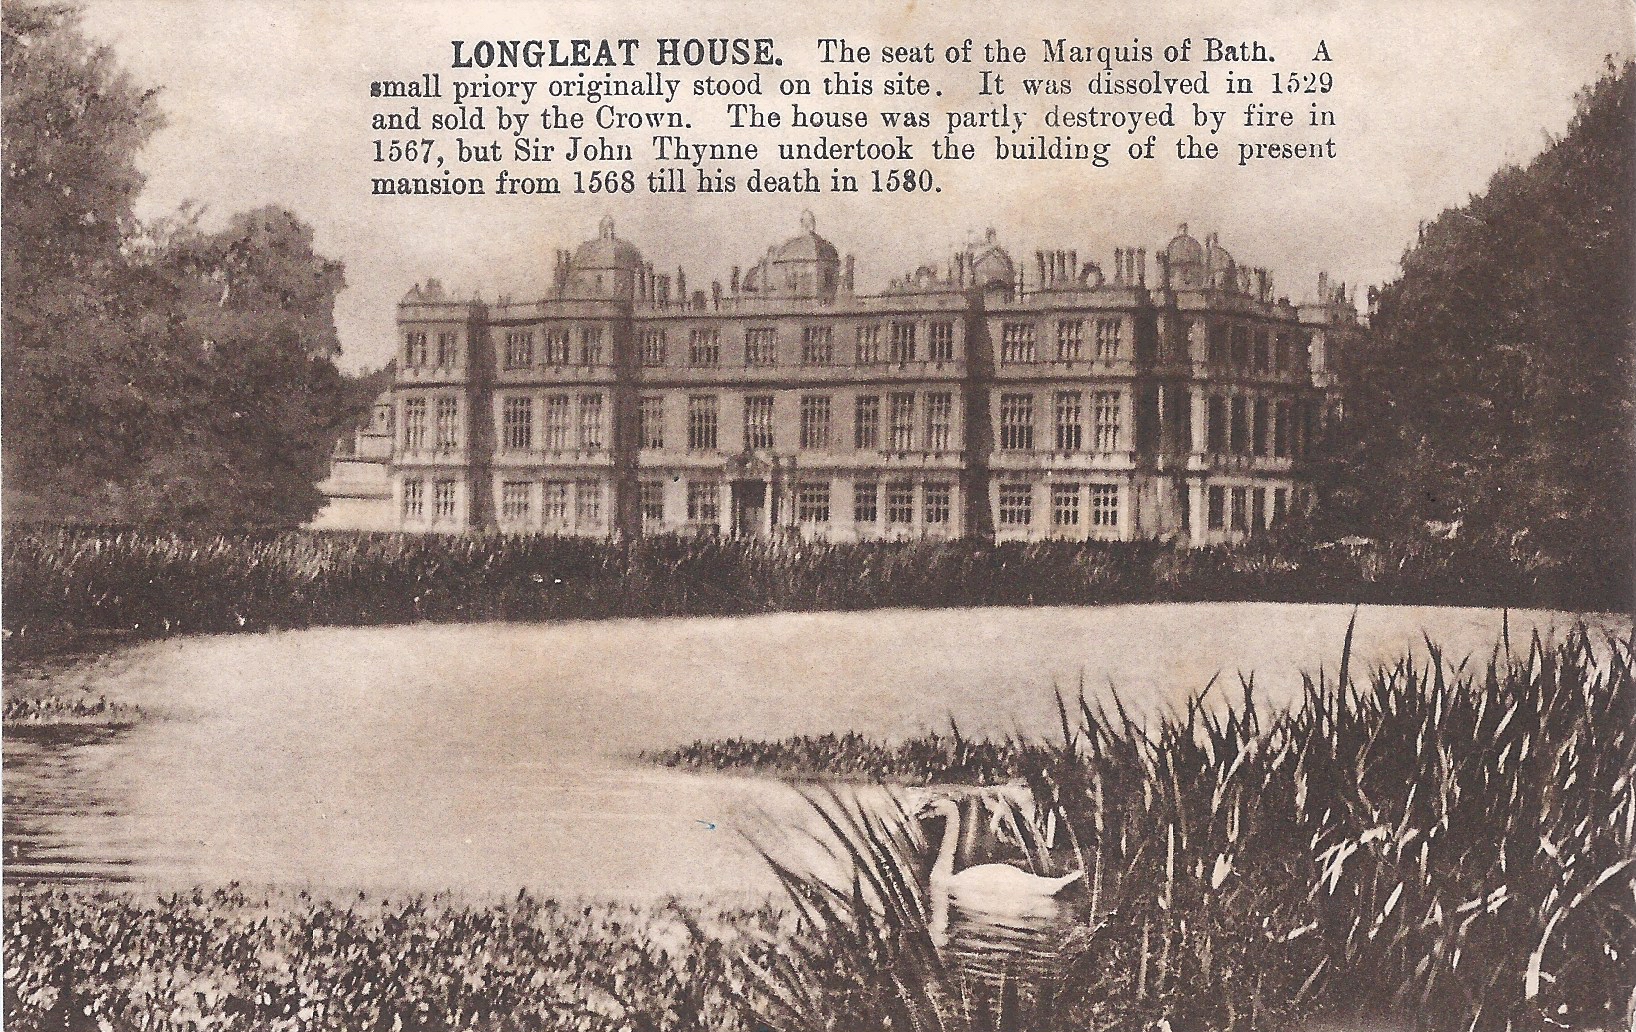 LONGLEAT HOUSE. The seat of the Marquis of Bath. A
small priory originally stood on this site. It was dissolved in 1529
and sold by the Crown. The house was partly destroyed by fire in
1567, but Sir John Thynne undertook the building of the present
mansion from 1568 till his death in 1580.